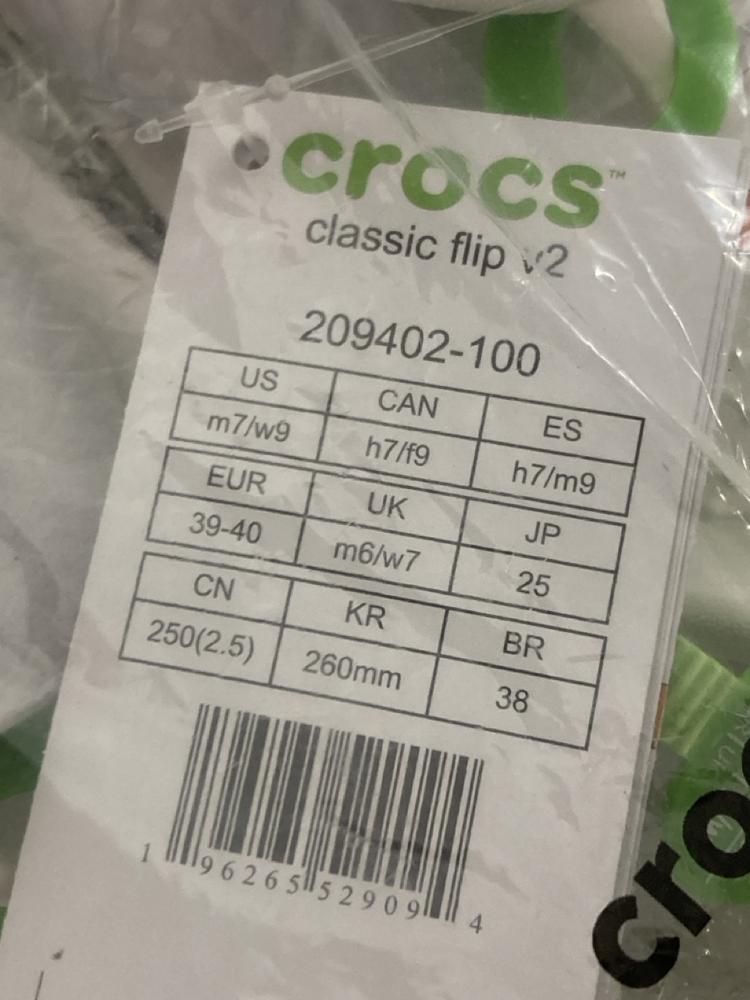 crocs™
classic flip v2
209402-100
US CAN ES
m7/w9 h7/f9 h7/m9
EUR UK JP
39-40 m6/w7 25
CN KR BR
250(2.5) 260mm 38
1 96265 52909 4
cro